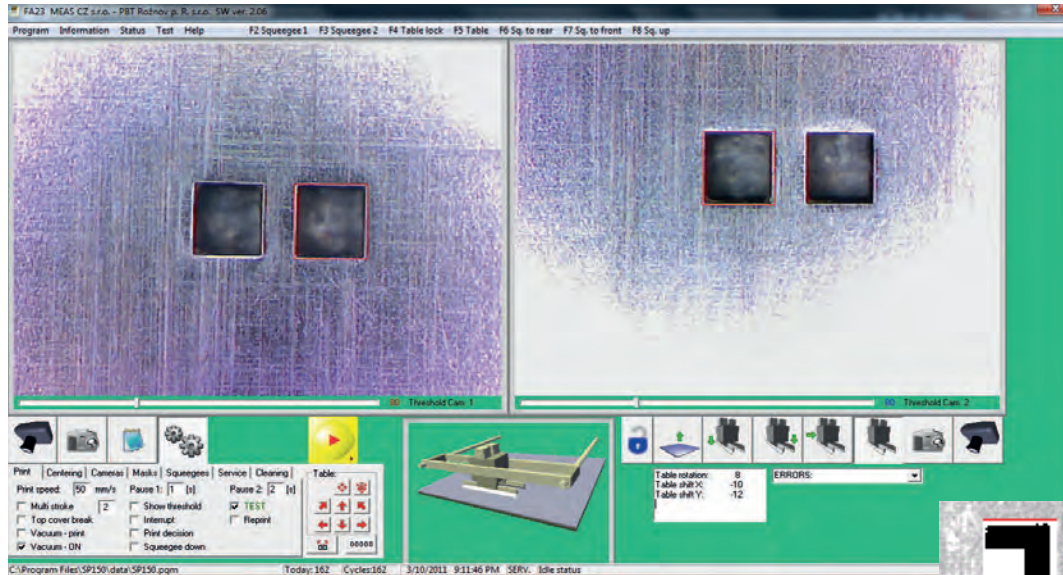 FA23 MEAS CZ s.r.o. - PBT Rožnov p. R. s.r.o. SW ver. 2.06
Program Information Status Test Help F2 Squeegee 1 F3 Squeegee 2 F4 Table lock F5 Table F6 Sq. to rear F7 Sq. to front F8 Sq. up
80 Threshold Cam. 1
80 Threshold Cam. 2
Print Centering Cameras Masks Squeegees Service Cleaning
Print speed: 50 mm/s Pause 1: 1 [s] Pause 2: 2 [s]
Multi stroke 2 Show threshold TEST
Top cover break Interrupt Reprint
Vacuum - print Print decision
Vacuum - ON Squeegee down
Table:
00000
Table rotation: 8
Table shift X: -10
Table shift Y: -12
ERRORS:
C:\Program Files\SP150\data\SP150.pqm Today: 162 Cycles:162 3/10/2011 9:11:46 PM SERV. Idle status